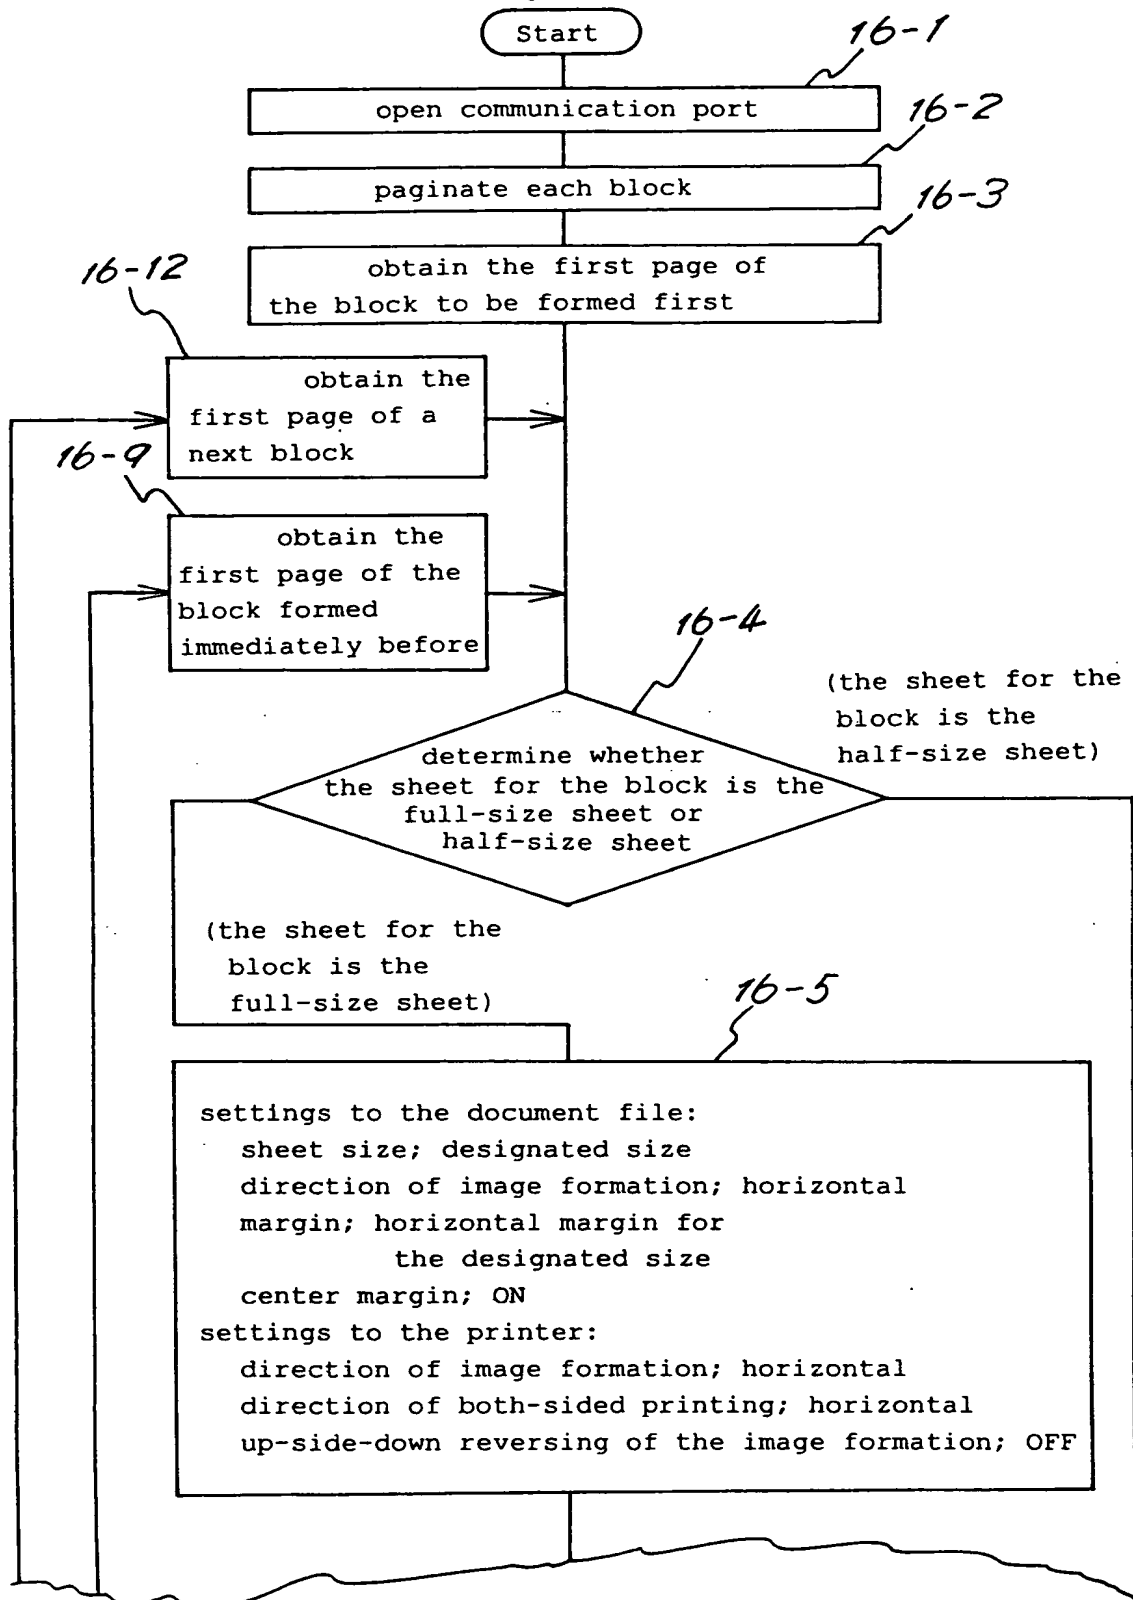 Start
16-1
open communication port
16-2
paginate each block
16-3
obtain the first page of
the block to be formed first
16-12
obtain the
first page of a
next block
16-9
obtain the
first page of the
block formed
immediately before
16-4
(the sheet for the
block is the
half-size sheet)
determine whether
the sheet for the block is the
full-size sheet or
half-size sheet
(the sheet for the
block is the
full-size sheet)
16-5
settings to the document file:
sheet size; designated size
direction of image formation; horizontal
margin; horizontal margin for
the designated size
center margin; ON
settings to the printer:
direction of image formation; horizontal
direction of both-sided printing; horizontal
up-side-down reversing of the image formation; OFF